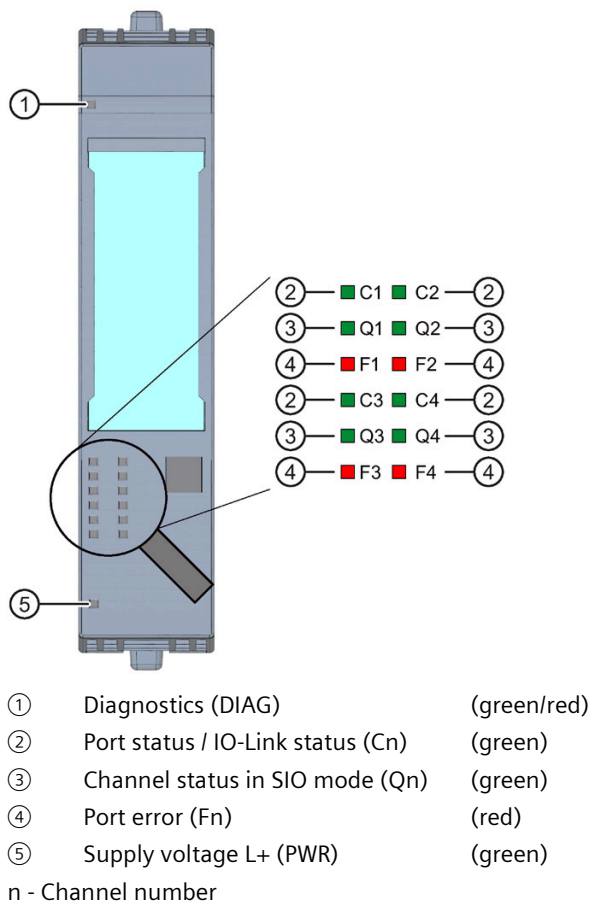 ①
② C1 C2 ②
③ Q1 Q2 ③
④ F1 F2 ④
② C3 C4 ②
③ Q3 Q4 ③
④ F3 F4 ④
⑤
① Diagnostics (DIAG) (green/red)
② Port status / IO-Link status (Cn) (green)
③ Channel status in SIO mode (Qn) (green)
④ Port error (Fn) (red)
⑤ Supply voltage L+ (PWR) (green)
n - Channel number